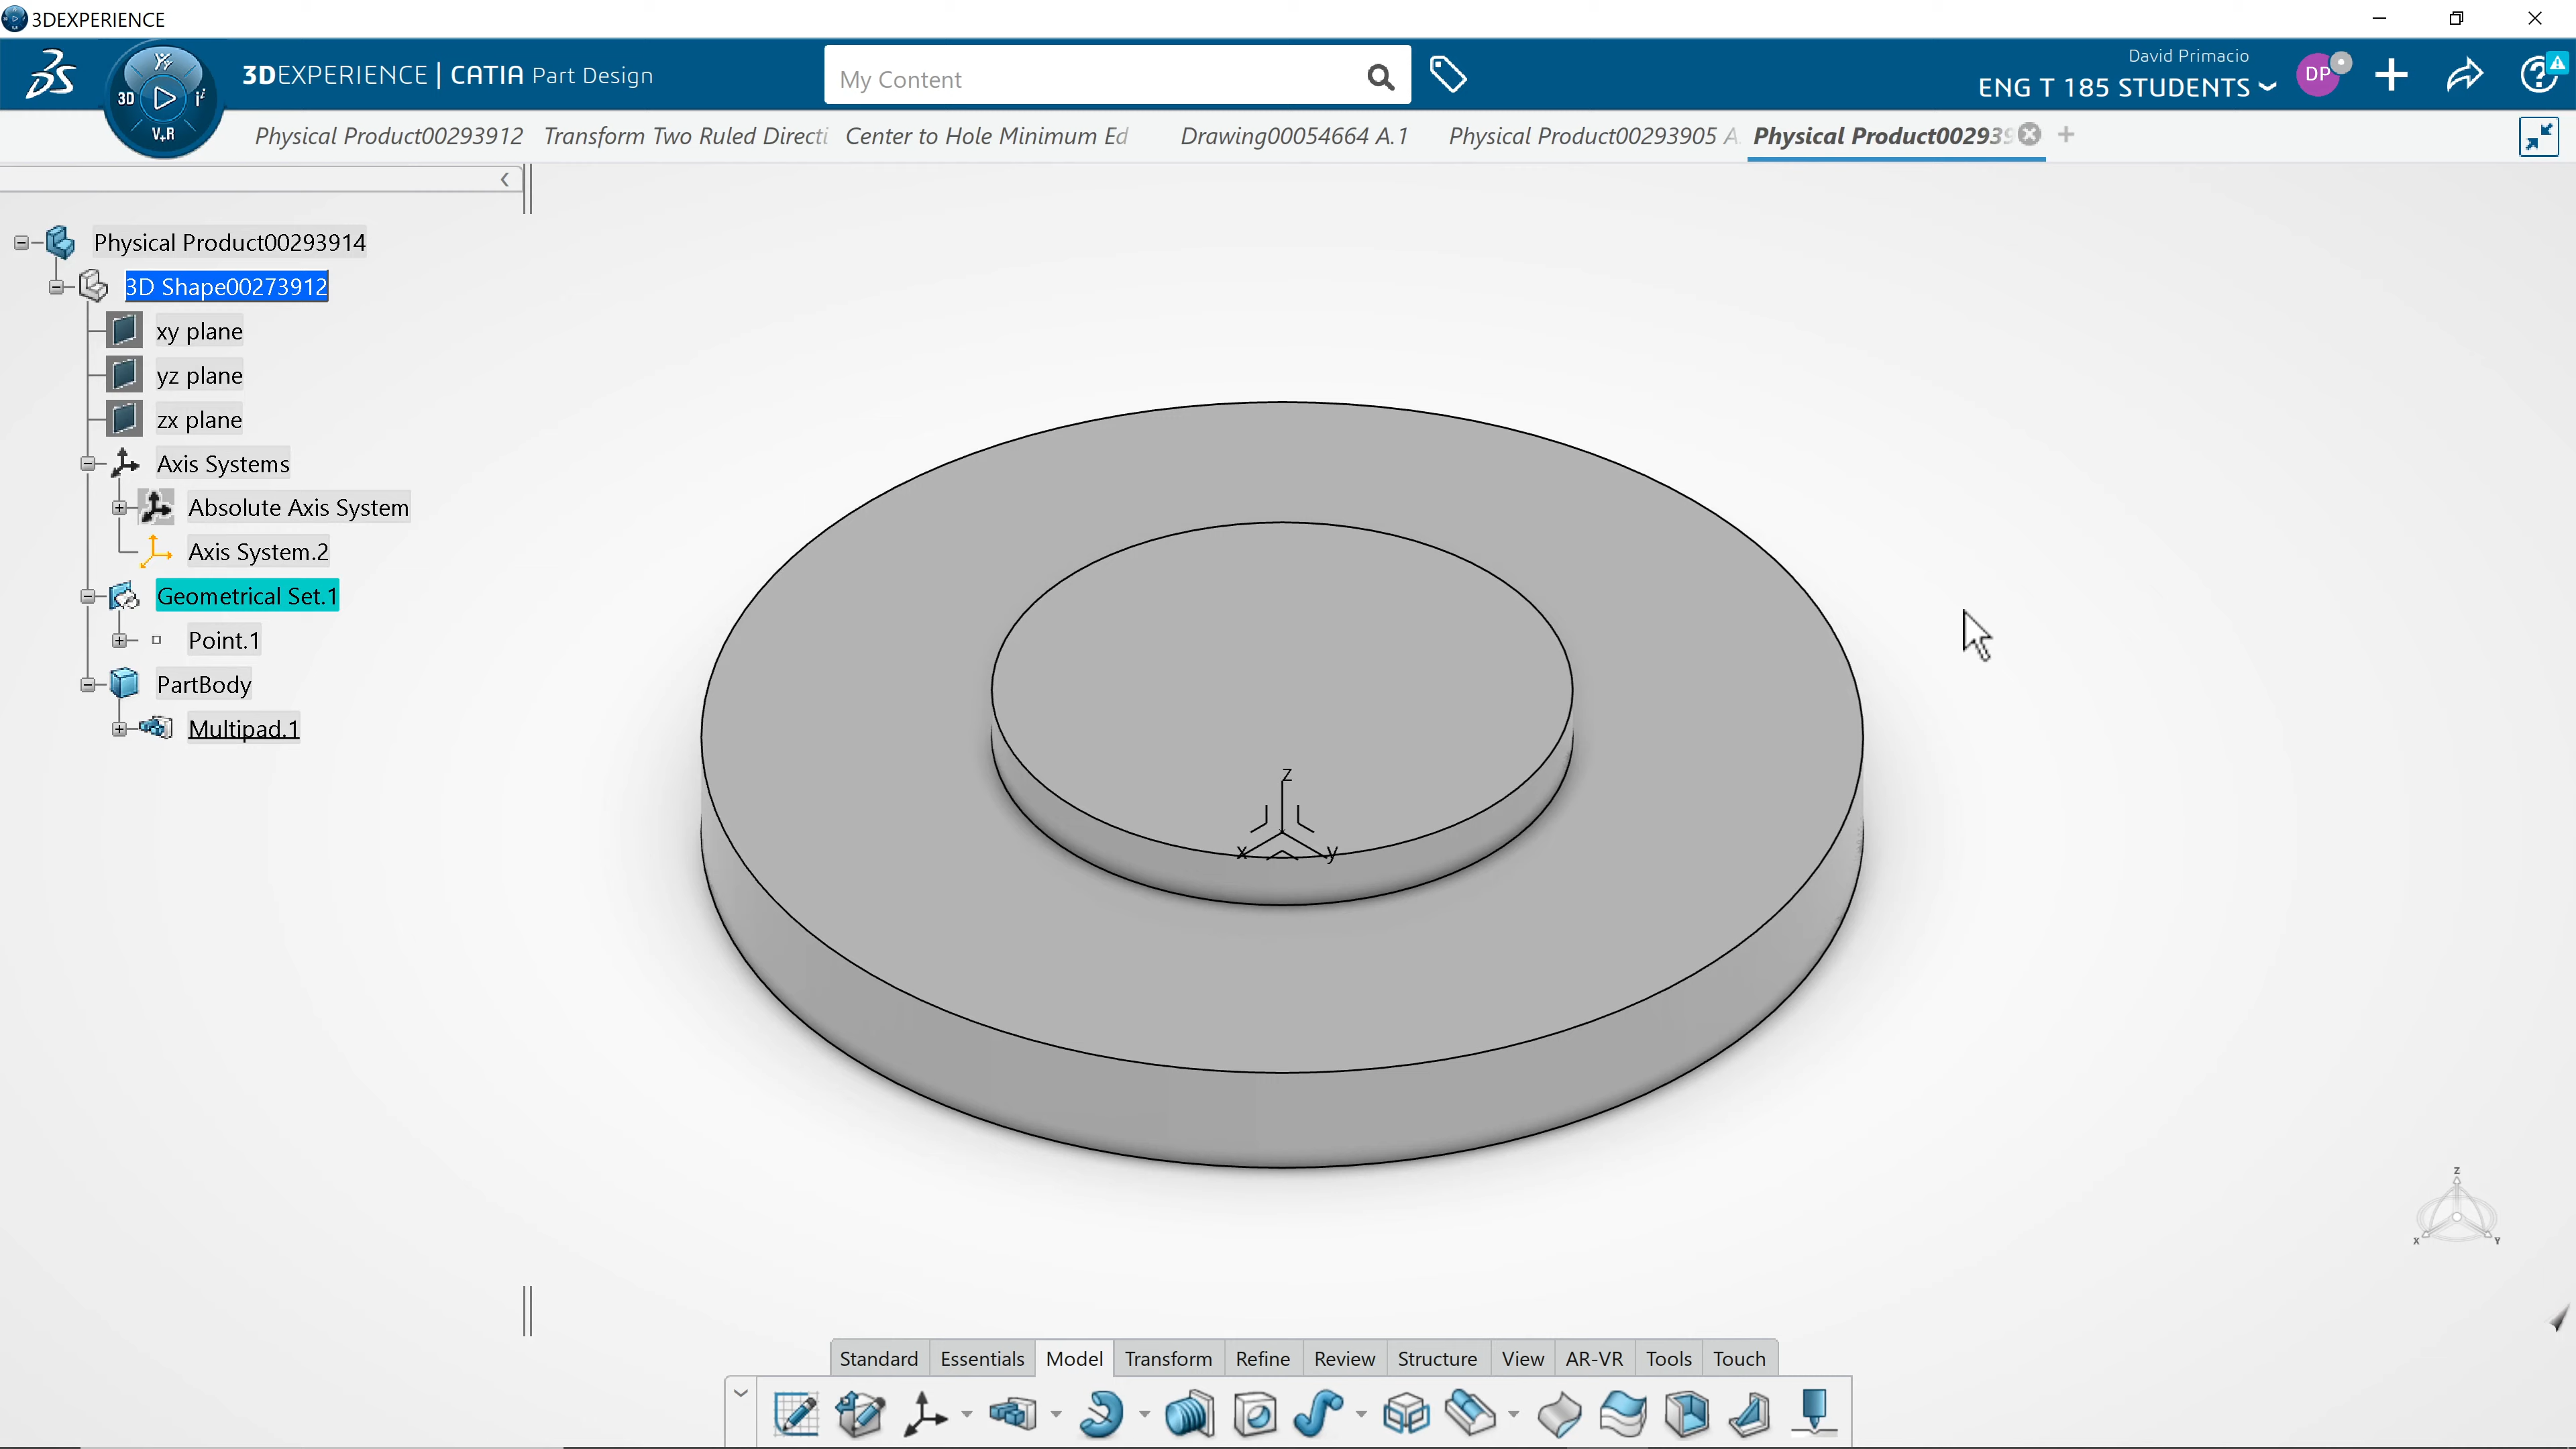 3DEXPERIENCE
3DEXPERIENCE | CATIA Part Design
3D
V+R
My Content
David Primacio
ENG T 185 STUDENTS
DP
Physical Product00293912
Transform Two Ruled Directi
Center to Hole Minimum Ed
Drawing00054664 A.1
Physical Product00293905 A
Physical Product002939
Physical Product00293914
3D Shape00273912
xy plane
yz plane
zx plane
Axis Systems
Absolute Axis System
Axis System.2
Geometrical Set.1
Point.1
PartBody
Multipad.1
z
x
y
z
x
Y
Standard
Essentials
Model
Transform
Refine
Review
Structure
View
AR-VR
Tools
Touch